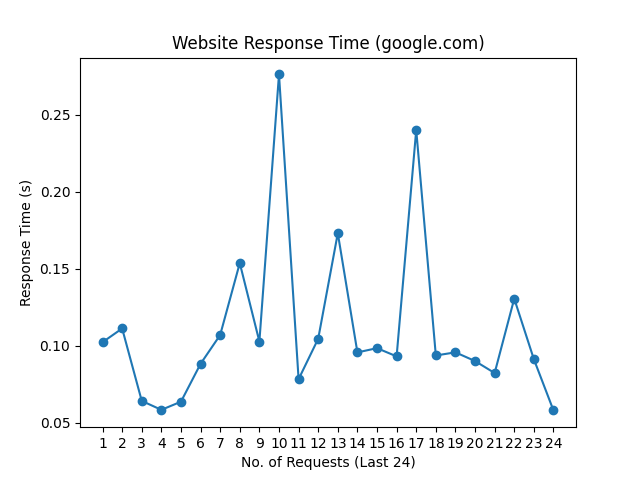 Website Response Time (google.com)
0.25
0.20
0.15
0.10
0.05
Response Time (s)
1 2 3 4 5 6 7 8 9 10 11 12 13 14 15 16 17 18 19 20 21 22 23 24
No. of Requests (Last 24)